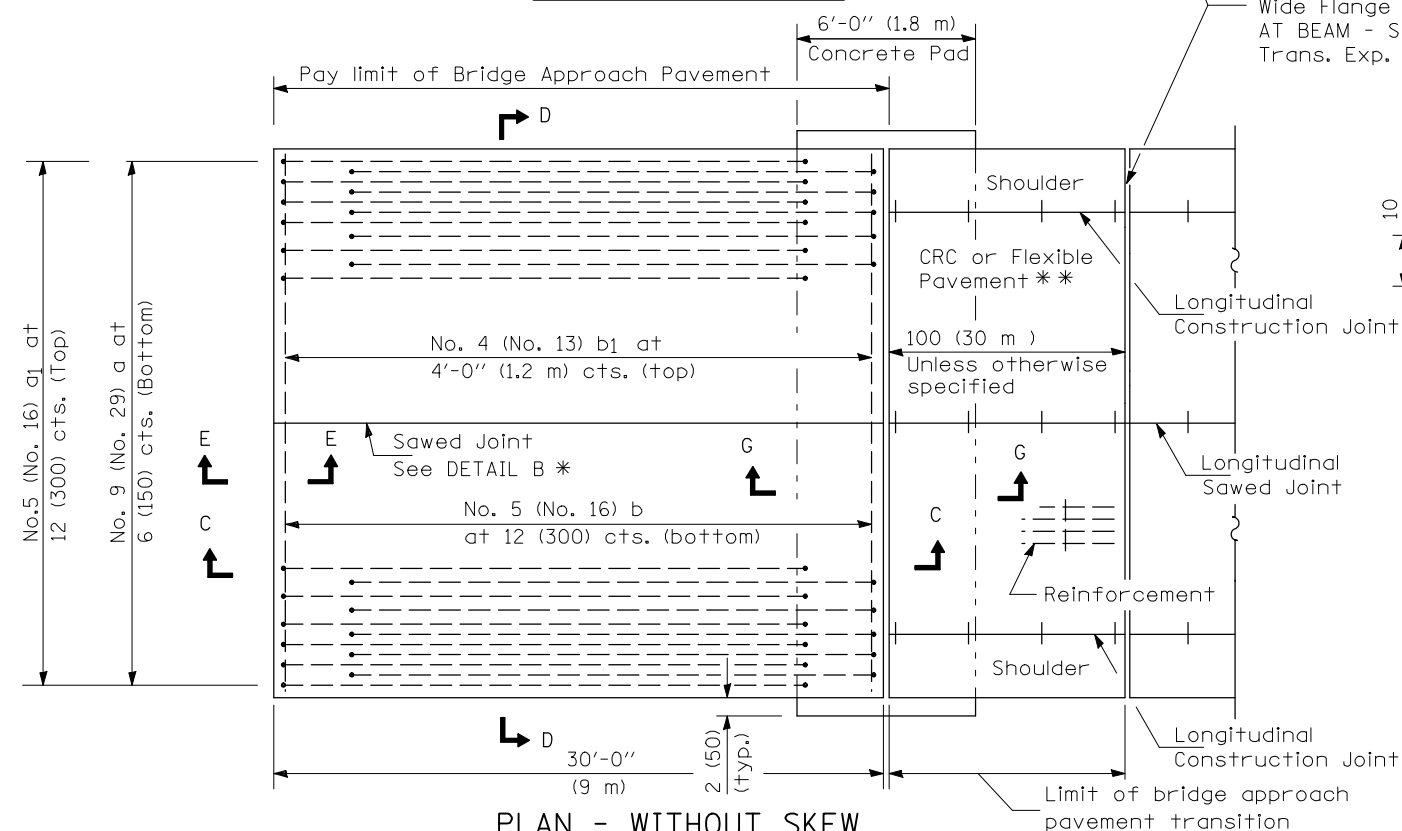 6'-0'' (1.8 m)
Concrete Pad
Wide Flange
AT BEAM - S
Trans. Exp.
Pay limit of Bridge Approach Pavement
D
Shoulder
10
CRC or Flexible
Pavement * *
Longitudinal
Construction Joint
No. 4 (No. 13) b1 at
4'-0'' (1.2 m) cts. (top)
100 (30 m )
Unless otherwise
specified
No.5 (No. 16) a1 at
12 (300) cts. (Top)
No. 9 (No. 29) a at
6 (150) cts. (Bottom)
E
E
Sawed Joint
See DETAIL B *
G
G
Longitudinal
Sawed Joint
No. 5 (No. 16) b
at 12 (300) cts. (bottom)
C
C
Reinforcement
Shoulder
D
30'-0''
(9 m)
2 (50)
(typ.)
Longitudinal
Construction Joint
Limit of bridge approach
pavement transition
PLAN - WITHOUT SKEW